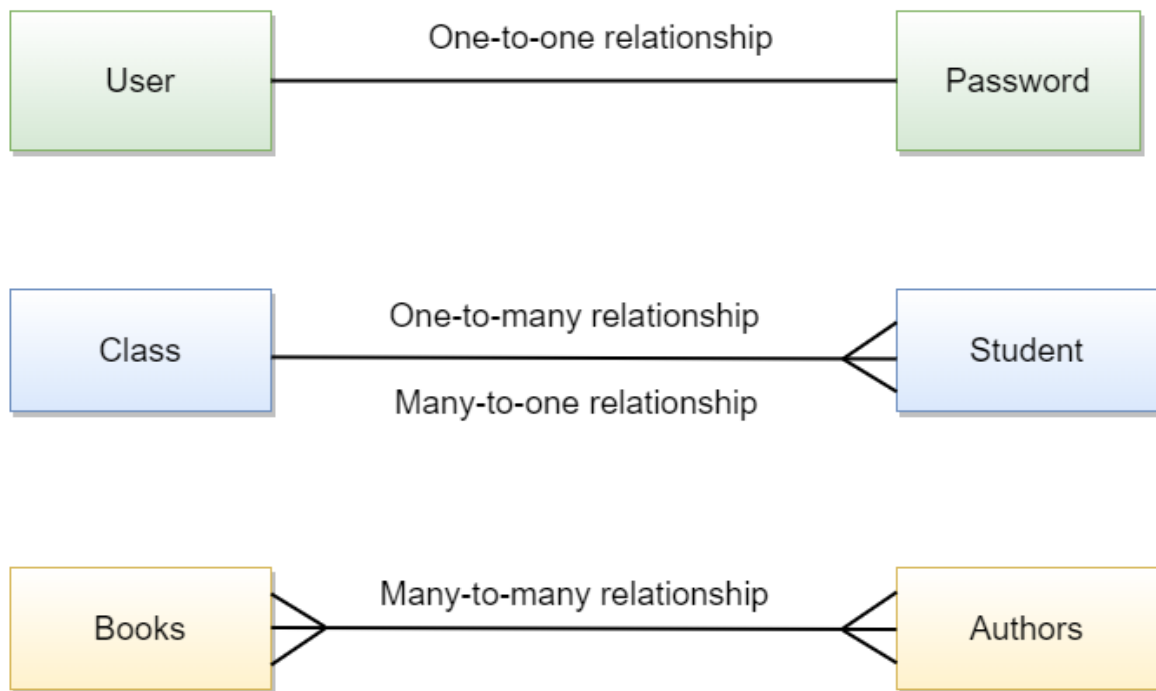 One-to-one relationship
User
Password
One-to-many relationship
Class
Student
Many-to-one relationship
Many-to-many relationship
Books
Authors